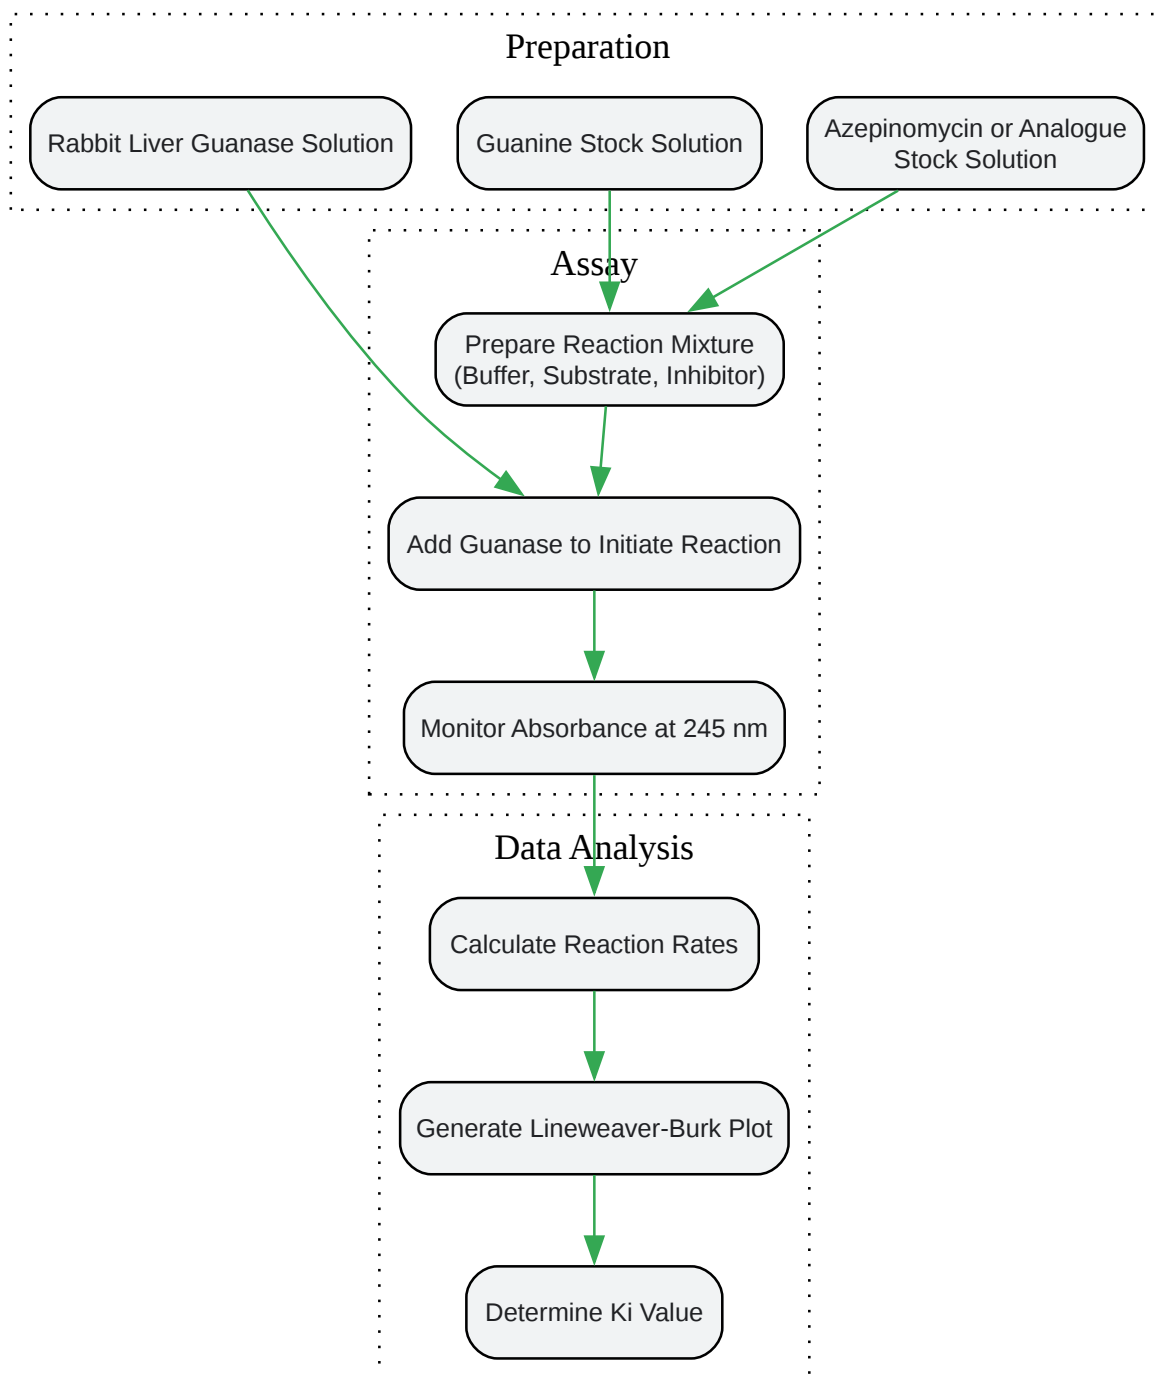 Preparation
Rabbit Liver Guanase Solution
Guanine Stock Solution
Azepinomycin or Analogue
Stock Solution
Assay
Prepare Reaction Mixture
(Buffer, Substrate, Inhibitor)
Add Guanase to Initiate Reaction
Monitor Absorbance at 245 nm
Data Analysis
Calculate Reaction Rates
Generate Lineweaver-Burk Plot
Determine Ki Value